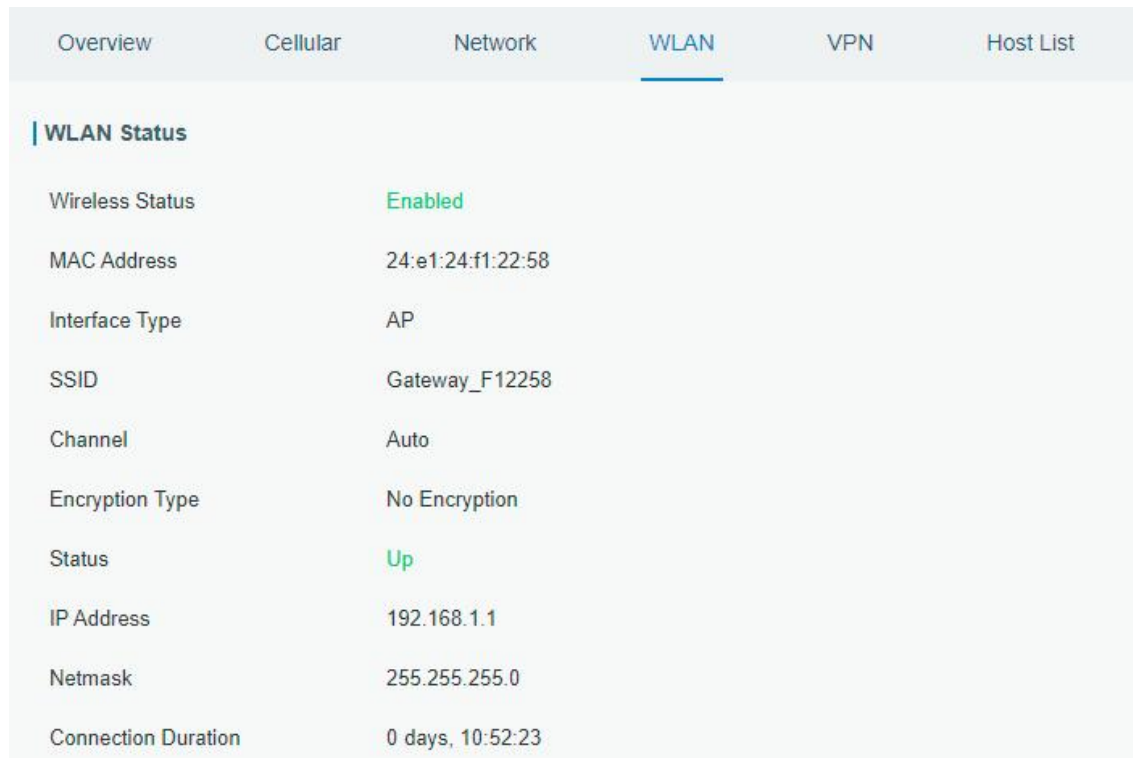 Overview Cellular Network WLAN VPN Host List
WLAN Status
Wireless Status Enabled
MAC Address 24:e1:24:f1:22:58
Interface Type AP
SSID Gateway_F12258
Channel Auto
Encryption Type No Encryption
Status Up
IP Address 192.168.1.1
Netmask 255.255.255.0
Connection Duration 0 days, 10:52:23